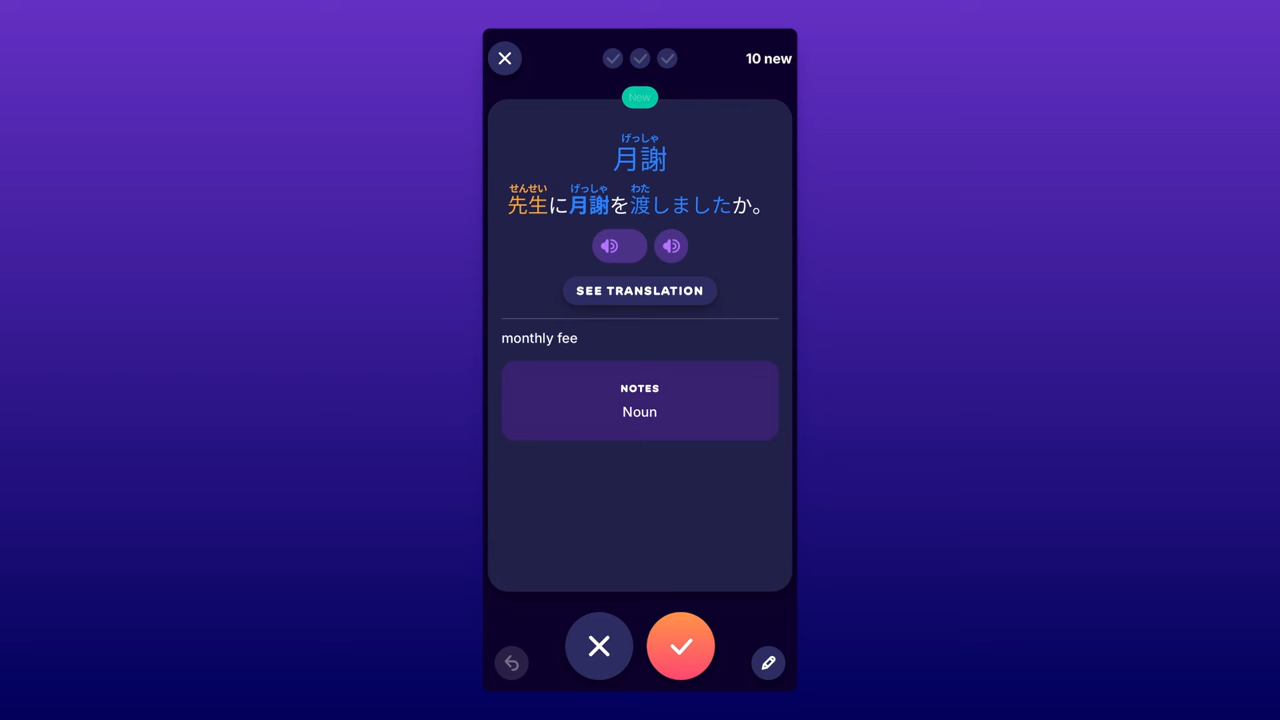 10 new
New
げっしゃ
月謝
せんせい げっしゃ わた
先生に月謝を渡しましたか。
SEE TRANSLATION
monthly fee
NOTES
Noun